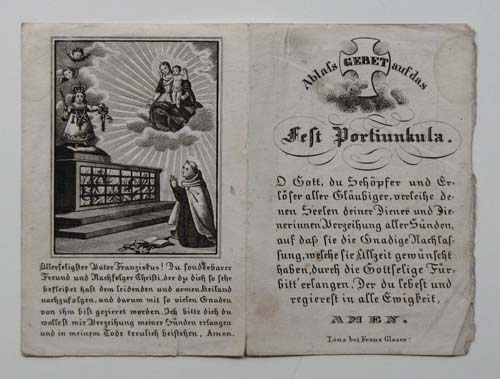 Allerseligster Vater Franziskus! Du sonderbarer
Freund und Nachfolger Christi, der du dich so sehr
befleißet hast dem leidenden und armen Heiland
nachzufolgen, und darum mit so vielen Gnaden
von ihm bist gezieret worden. Ich bitte dich du
wollest mir Verzeihung meiner Sünden erlangen
und in meinem Tode treulich beistehen, Amen.
Ablass GEBET auf das
Fest Portiunkula.
O Gott, du Schöpfer und Er-
löser aller Gläubiger, verleihe de-
nen Seelen deiner Diener und Die-
nerinnen Verzeihung aller Sünden,
auf daß sie die Gnadige Nachlas-
sung, welche sie Allzeit gewünscht
haben, durch die Gottselige Für-
bitt erlangen. Der du lebest und
regierest in alle Ewigkeit,
AMEN.
Linz bei Franz Glaser: